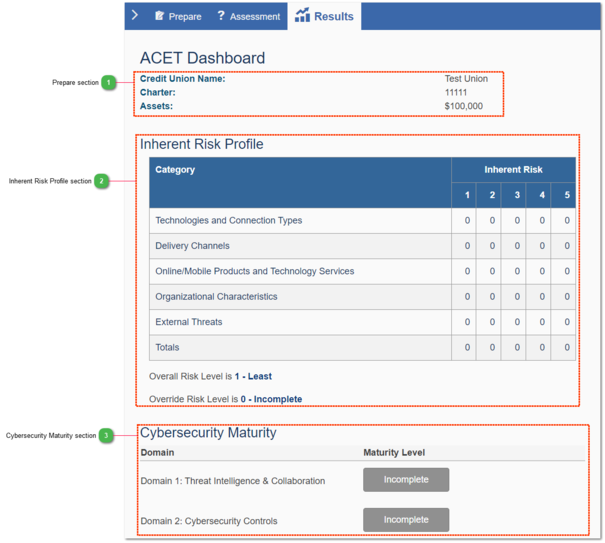 Prepare ? Assessment Results
ACET Dashboard
Prepare section 1
Credit Union Name: Test Union
Charter: 11111
Assets: $100,000
Inherent Risk Profile
Category Inherent Risk
1 2 3 4 5
Inherent Risk Profile section 2
Technologies and Connection Types 0 0 0 0 0
Delivery Channels 0 0 0 0 0
Online/Mobile Products and Technology Services 0 0 0 0 0
Organizational Characteristics 0 0 0 0 0
External Threats 0 0 0 0 0
Totals 0 0 0 0 0
Overall Risk Level is 1 - Least
Override Risk Level is 0 - Incomplete
Cybersecurity Maturity section 3
Cybersecurity Maturity
Domain Maturity Level
Domain 1: Threat Intelligence & Collaboration Incomplete
Domain 2: Cybersecurity Controls Incomplete